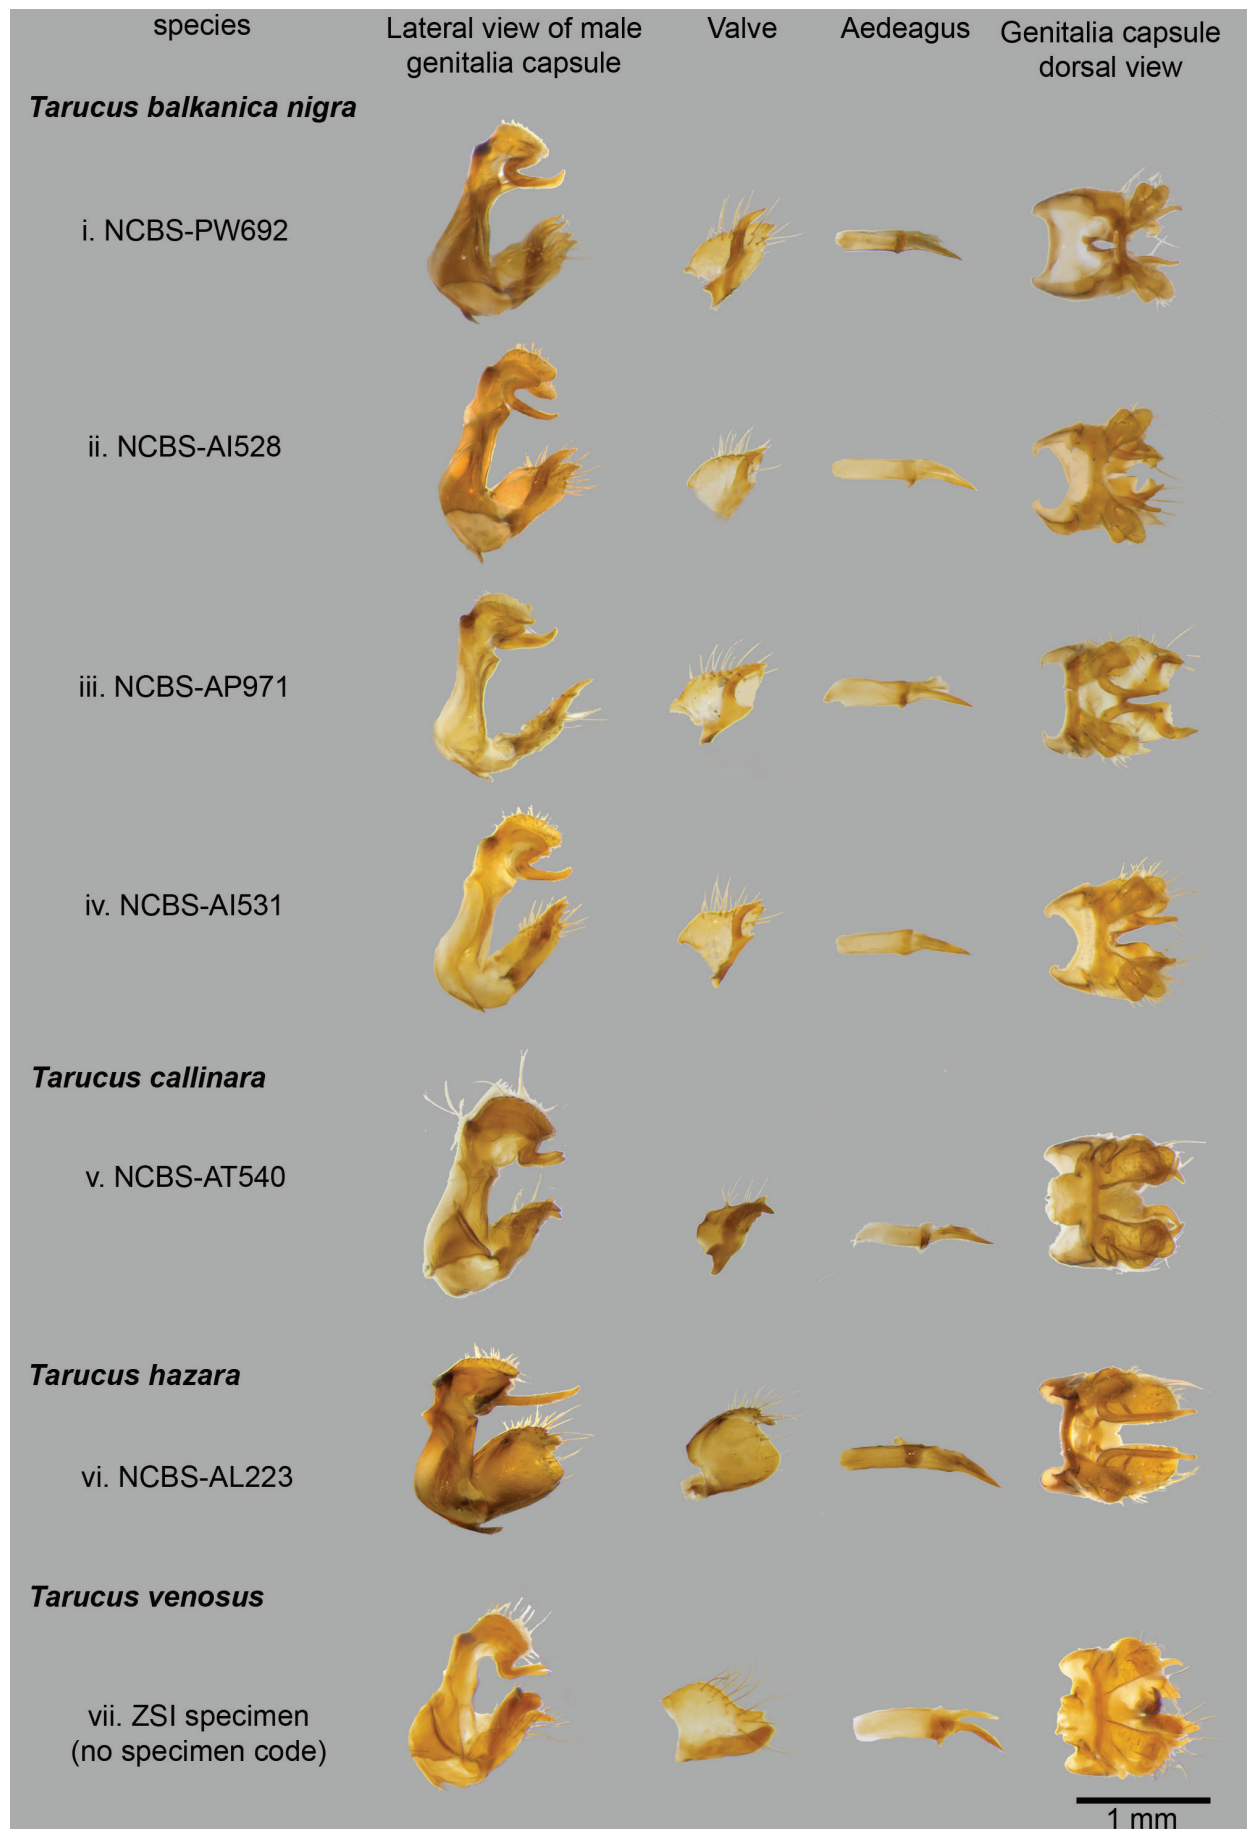 species
Lateral view of male
genitalia capsule
Valve
Aedeagus
Genitalia capsule
dorsal view
Tarucus balkanica nigra
i. NCBS-PW692
ii. NCBS-AI528
iii. NCBS-AP971
iv. NCBS-AI531
Tarucus callinara
v. NCBS-AT540
Tarucus hazara
vi. NCBS-AL223
Tarucus venosus
vii. ZSI specimen
(no specimen code)
1 mm